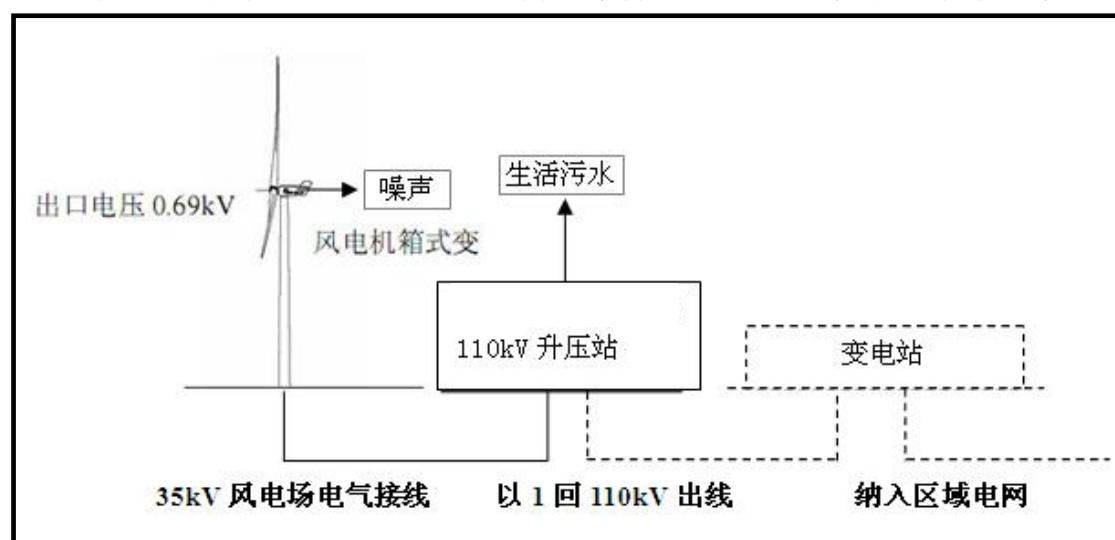 噪声
生活污水
出口电压 0.69kV
风电机箱式变
110kV 升压站
变电站
35kV 风电场电气接线
以 1 回 110kV 出线
纳入区域电网